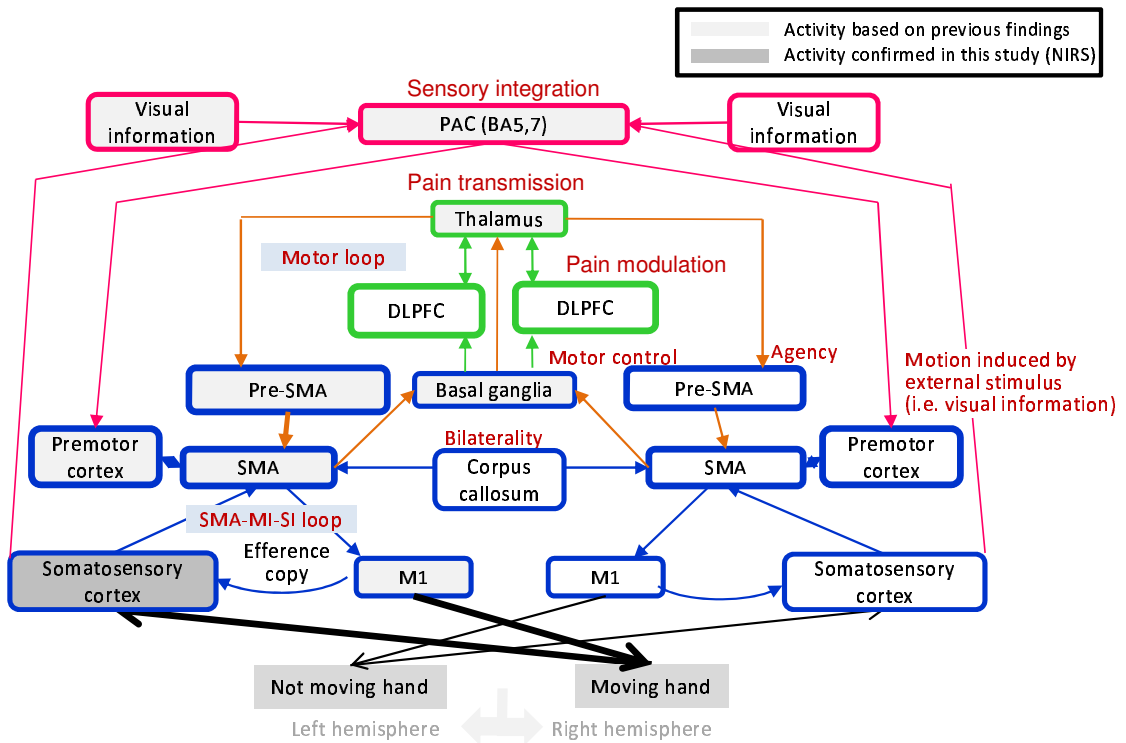 Activity based on previous findings
Activity confirmed in this study (NIRS)
Sensory integration
Visual
information
PAC (BA5,7)
Visual
information
Pain transmission
Thalamus
Motor loop
Pain modulation
DLPFC
DLPFC
Motor control
Agency
Motion induced by
external stimulus
(i.e. visual information)
Pre-SMA
Basal ganglia
Pre-SMA
Bilaterality
Premotor
cortex
SMA
Corpus
callosum
SMA
Premotor
cortex
SMA-MI-SI loop
Efference
copy
Somatosensory
cortex
M1
M1
Somatosensory
cortex
Not moving hand
Moving hand
Left hemisphere
Right hemisphere